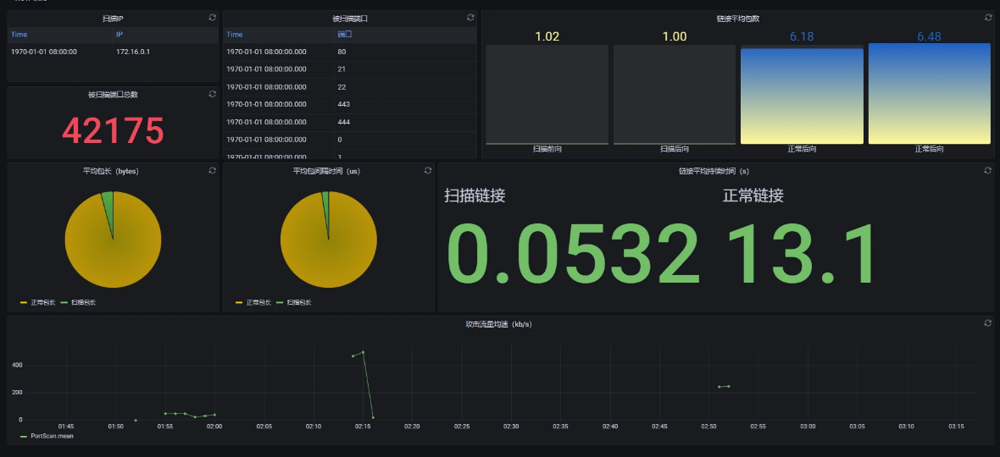 扫描IP
Time IP
1970-01-01 08:00:00 172.16.0.1
被扫描端口
Time 端口
1970-01-01 08:00:00.000 80
1970-01-01 08:00:00.000 21
1970-01-01 08:00:00.000 22
1970-01-01 08:00:00.000 443
1970-01-01 08:00:00.000 444
1970-01-01 08:00:00.000 0
1970-01-01 08:00:00.000 1
链接平均包数
1.02 1.00 6.18 6.48
扫描前向 扫描后向 正常后向 正常后向
被扫描端口总数
42175
平均包长（bytes）
正常包长 扫描包长
平均包间隔时间（us）
正常包长 扫描包长
链接平均持续时间（s）
扫描链接 正常链接
0.0532 13.1
攻击流量均速（kb/s）
400
200
0
01:45 01:50 01:55 02:00 02:05 02:10 02:15 02:20 02:25 02:30 02:35 02:40 02:45 02:50 02:55 03:00 03:05 03:10 03:15
PortScan.mean